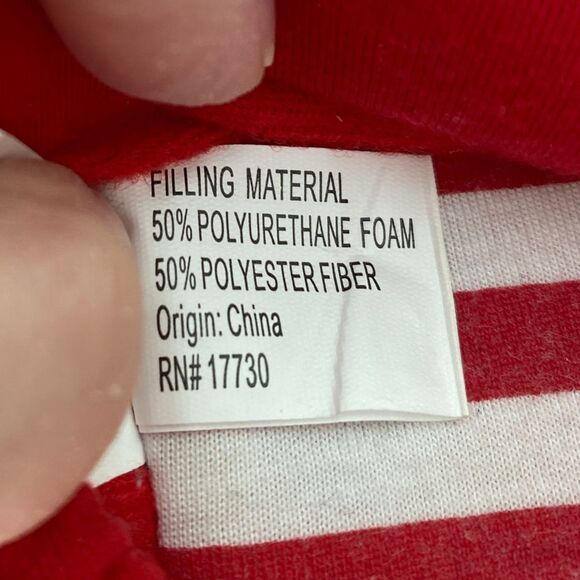 FILLING MATERIAL
50% POLYURETHANE FOAM
50% POLYESTER FIBER
Origin: China
RN# 17730